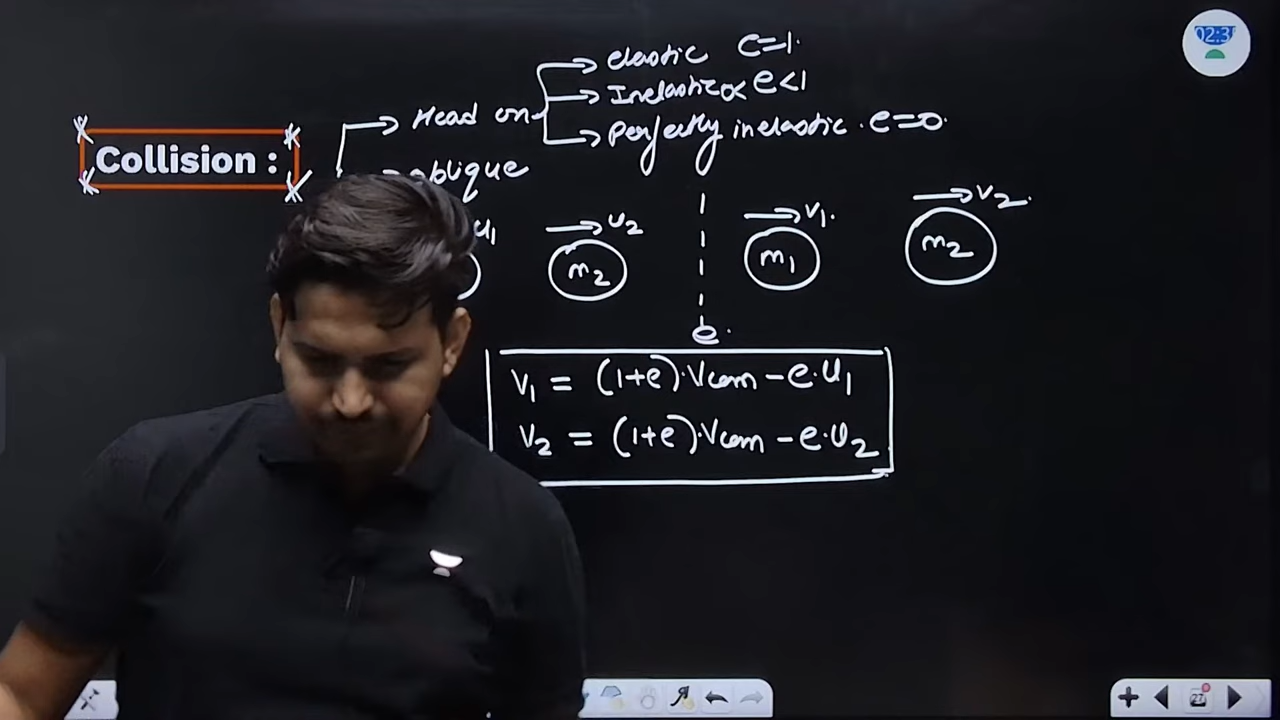 elastic e=1.
Inelastic e<1
Head on
Perfectly inelastic. e=0.
Collision :
oblique
u1 u2 v1. v2.
m2 m1 m2
e.
v1 = (1+e).Vcom - e.u1
v2 = (1+e).Vcom - e.u2
27